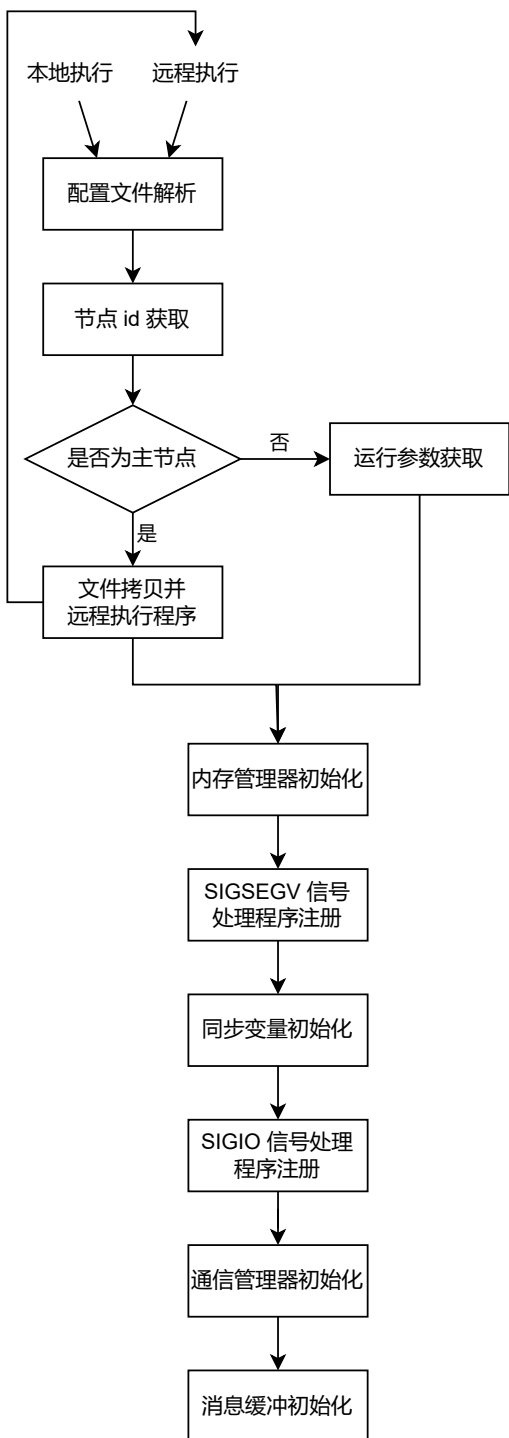 本地执行
远程执行
配置文件解析
节点 id 获取
是否为主节点
否
运行参数获取
是
文件拷贝并
远程执行程序
内存管理器初始化
SIGSEGV 信号
处理程序注册
同步变量初始化
SIGIO 信号处理
程序注册
通信管理器初始化
消息缓冲初始化